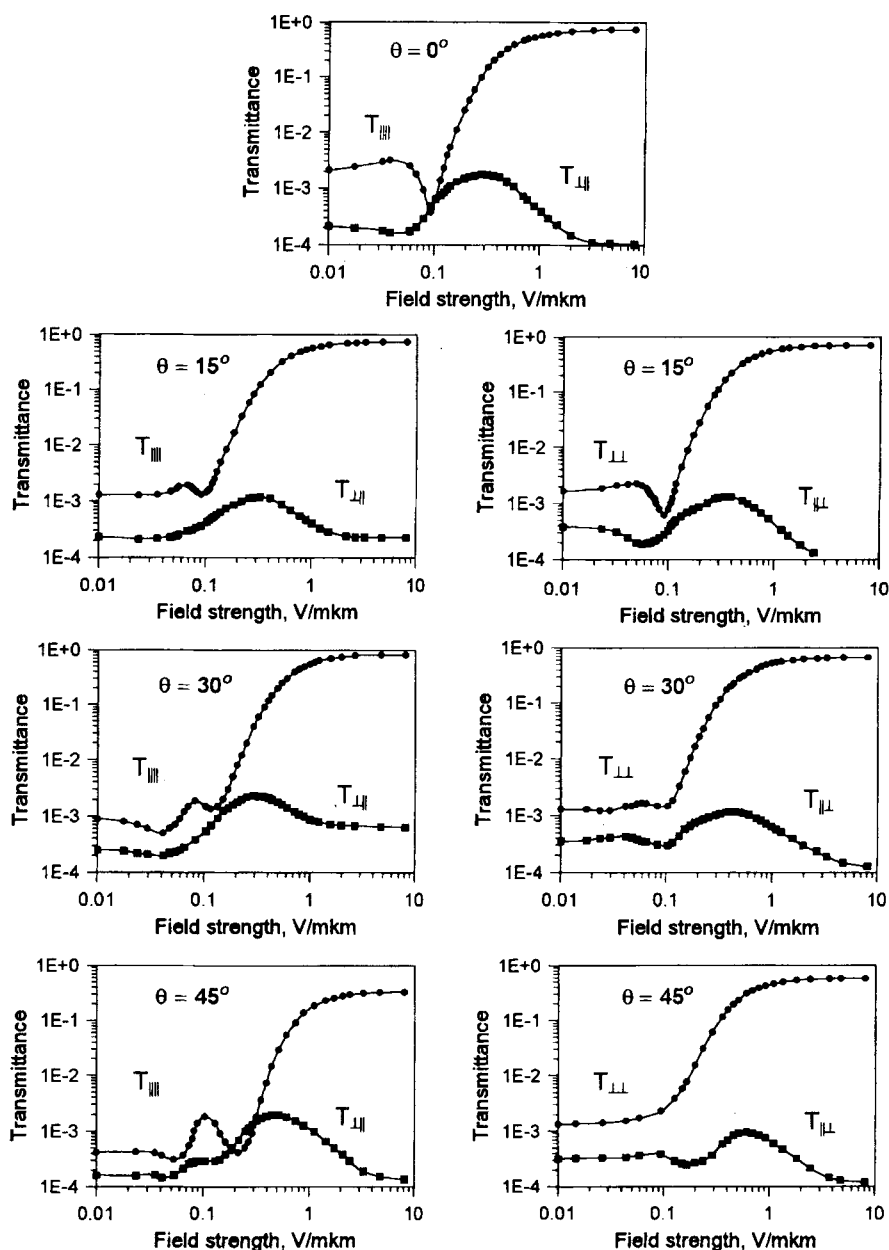 θ = 0°
Transmittance
1E+0
1E-1
1E-2
1E-3
1E-4
T||||
T⊥||
0.01 0.1 1 10
Field strength, V/mkm
θ = 15°
Transmittance
1E+0
1E-1
1E-2
1E-3
1E-4
T||||
T⊥||
0.01 0.1 1 10
Field strength, V/mkm
θ = 15°
Transmittance
1E+0
1E-1
1E-2
1E-3
1E-4
T⊥⊥
T||⊥
0.01 0.1 1 10
Field strength, V/mkm
θ = 30°
Transmittance
1E+0
1E-1
1E-2
1E-3
1E-4
T||||
T⊥||
0.01 0.1 1 10
Field strength, V/mkm
θ = 30°
Transmittance
1E+0
1E-1
1E-2
1E-3
1E-4
T⊥⊥
T||⊥
0.01 0.1 1 10
Field strength, V/mkm
θ = 45°
Transmittance
1E+0
1E-1
1E-2
1E-3
1E-4
T||||
T⊥||
0.01 0.1 1 10
Field strength, V/mkm
θ = 45°
Transmittance
1E+0
1E-1
1E-2
1E-3
1E-4
T⊥⊥
T||⊥
0.01 0.1 1 10
Field strength, V/mkm